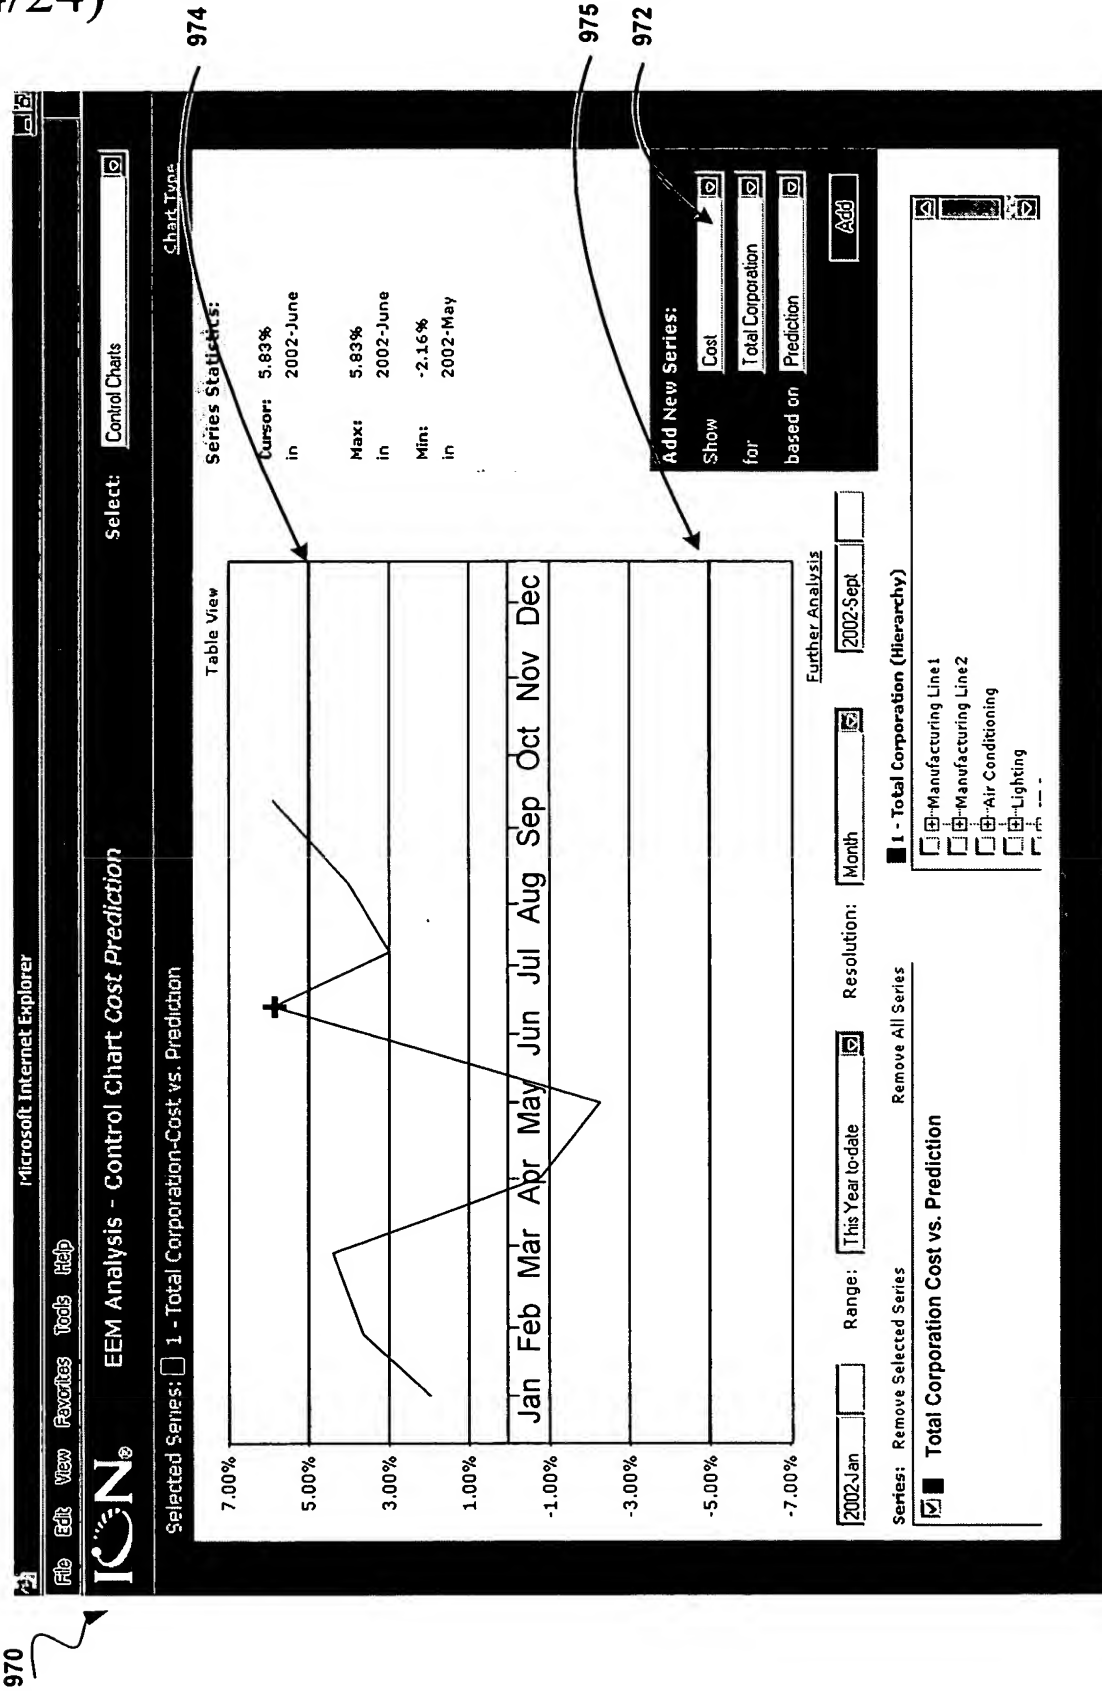 /24)
970
974
975
972
Microsoft Internet Explorer
File Edit View Favorites Tools Help
ION®
EEM Analysis - Control Chart Cost Prediction
Select:
Control Charts
Selected Series: 1 - Total Corporation-Cost vs. Prediction
Chart Type
Table View
7.00%
5.00%
3.00%
1.00%
-1.00%
-3.00%
-5.00%
-7.00%
Jan Feb Mar Apr May Jun Jul Aug Sep Oct Nov Dec
Series Statistics:
Cursor: 5.83%
in 2002-June
Max: 5.83%
in 2002-June
Min: -2.16%
in 2002-May
Add New Series:
Show Cost
for Total Corporation
based on Prediction
Add
Further Analysis
2002-Jan
Range: This Year to-date
Resolution: Month
2002-Sept
Series: Remove Selected Series Remove All Series
Total Corporation Cost vs. Prediction
1 - Total Corporation (Hierarchy)
Manufacturing Line1
Manufacturing Line2
Air Conditioning
Lighting